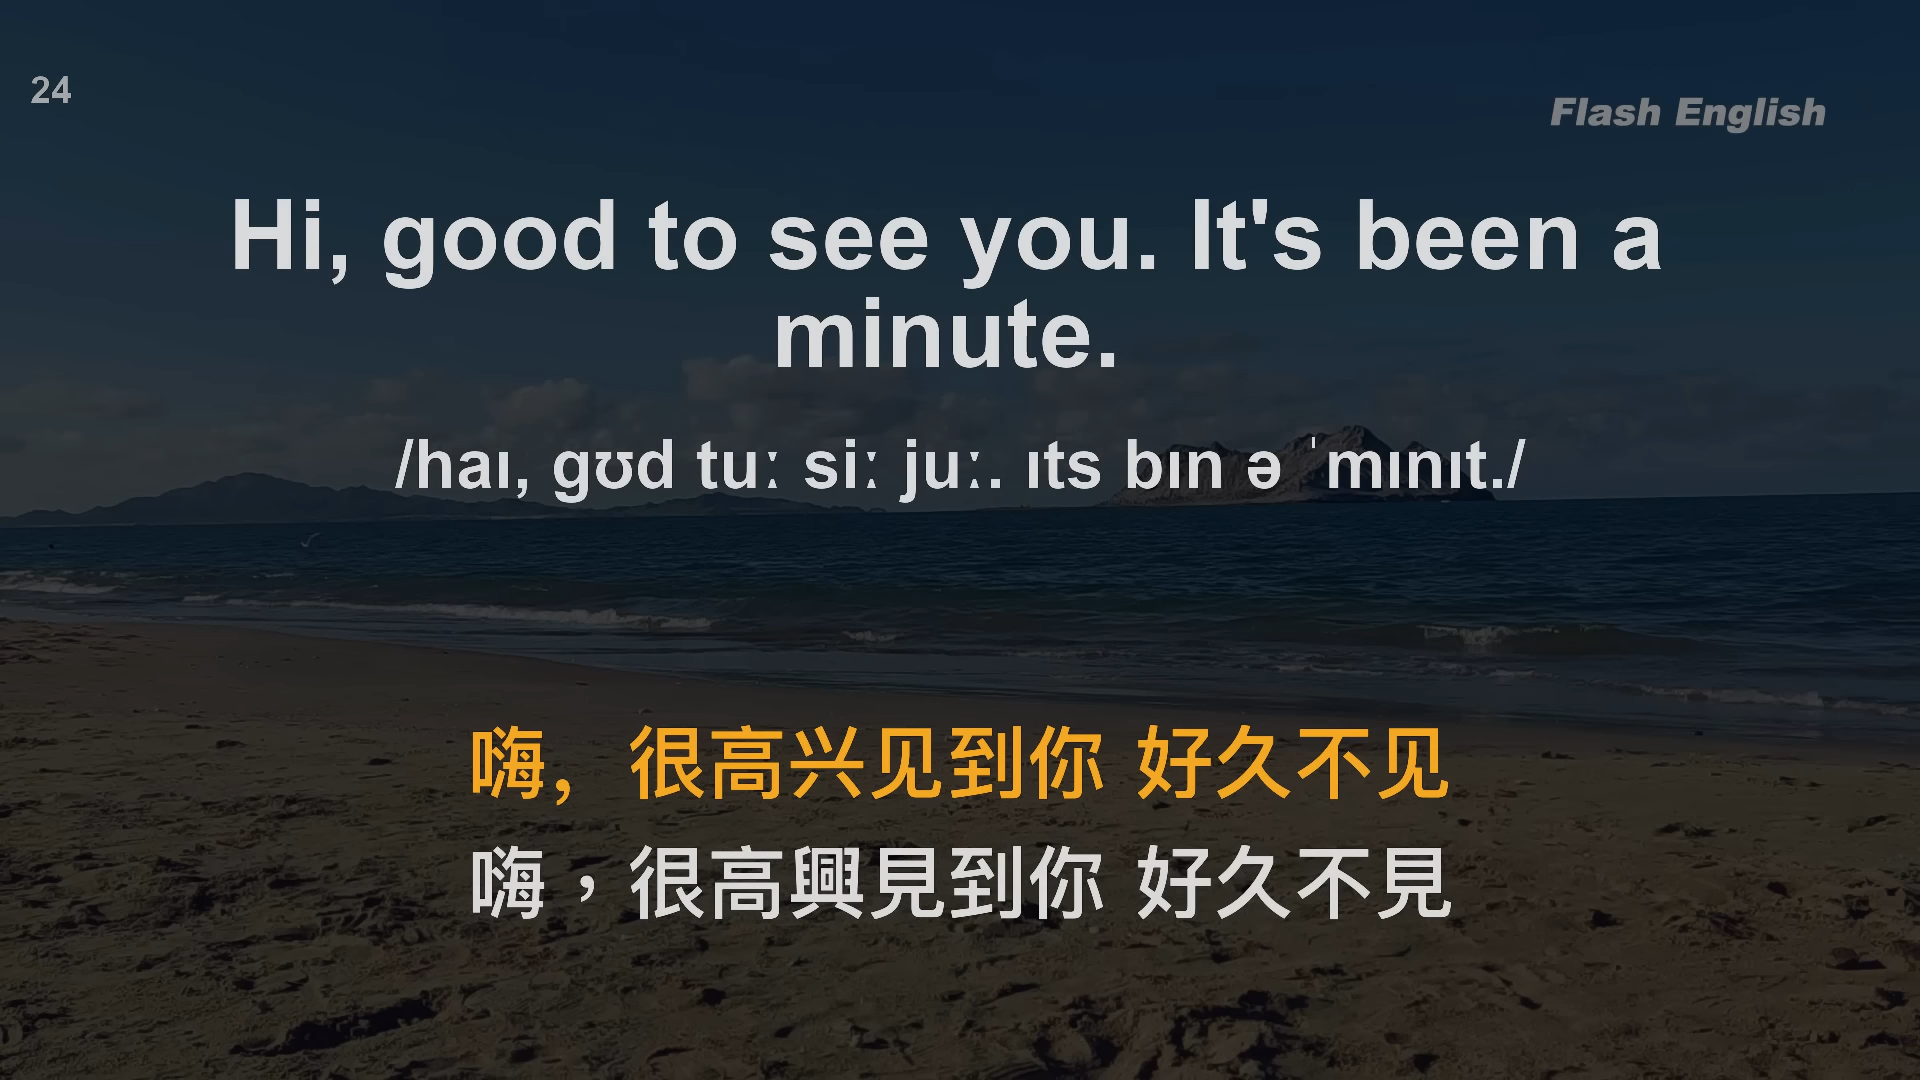 24
Flash English
Hi, good to see you. It's been a
minute.
/haɪ, gʊd tuː siː juː. ɪts bɪn ə ˈmɪnɪt./
嗨，很高兴见到你 好久不见
嗨，很高興見到你 好久不見